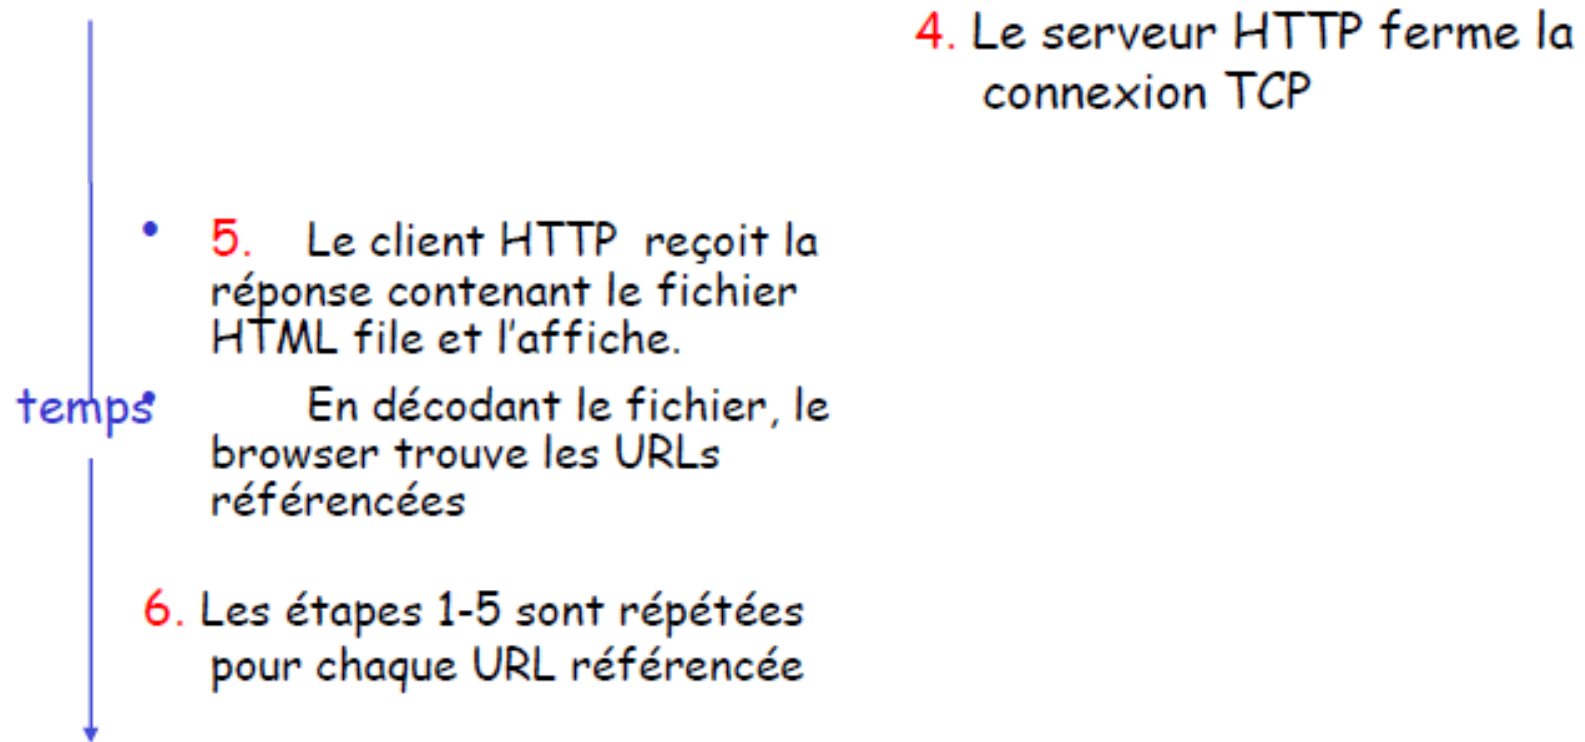 4. Le serveur HTTP ferme la
connexion TCP
• 5. Le client HTTP reçoit la
réponse contenant le fichier
HTML file et l'affiche.
temps
• En décodant le fichier, le
browser trouve les URLs
référencées
6. Les étapes 1-5 sont répétées
pour chaque URL référencée